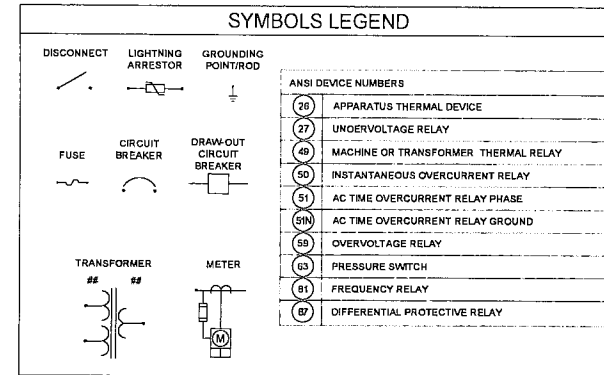 SYMBOLS LEGEND
DISCONNECT
LIGHTNING
ARRESTOR
GROUNDING
POINT/ROD
FUSE
CIRCUIT
BREAKER
DRAW-OUT
CIRCUIT
BREAKER
TRANSFORMER
## ##
METER
M
ANSI DEVICE NUMBERS
26 APPARATUS THERMAL DEVICE
27 UNDERVOLTAGE RELAY
49 MACHINE OR TRANSFORMER THERMAL RELAY
50 INSTANTANEOUS OVERCURRENT RELAY
51 AC TIME OVERCURRENT RELAY PHASE
51N AC TIME OVERCURRENT RELAY GROUND
59 OVERVOLTAGE RELAY
63 PRESSURE SWITCH
81 FREQUENCY RELAY
87 DIFFERENTIAL PROTECTIVE RELAY